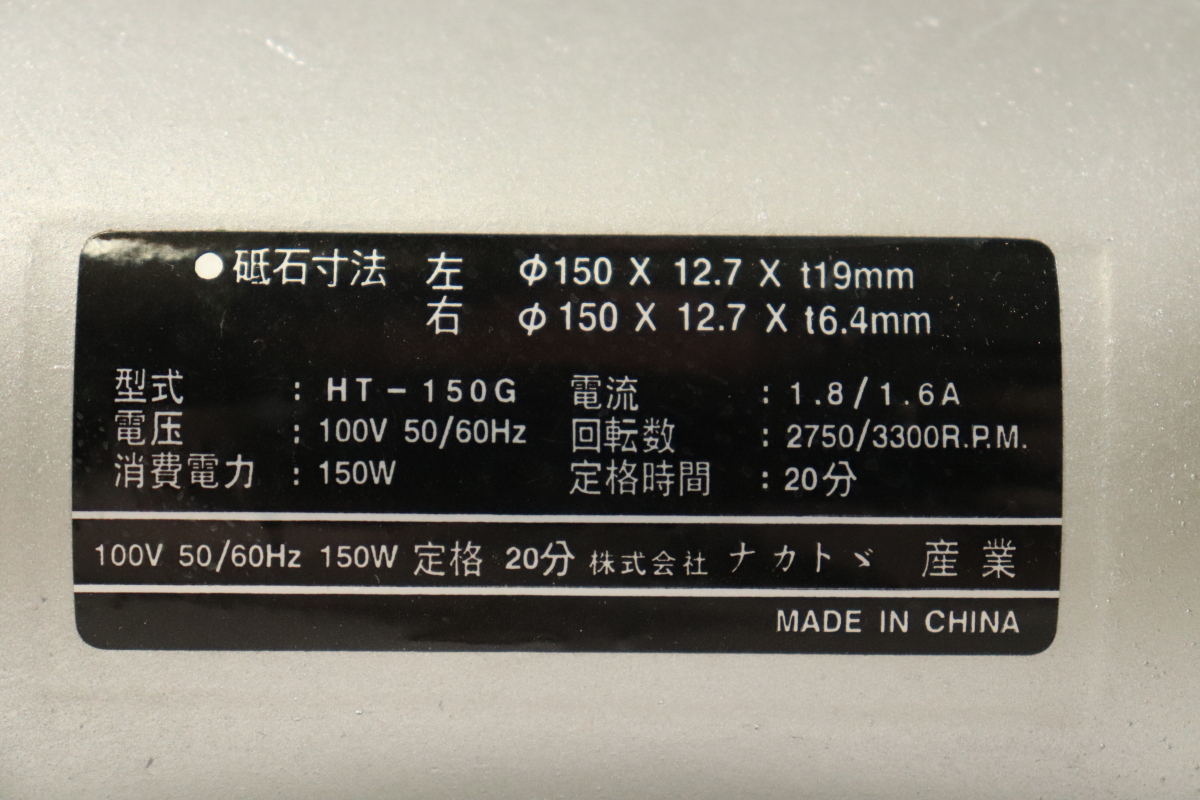 ●砥石寸法 左 Φ150 X 12.7 X t19mm
右 Φ150 X 12.7 X t6.4mm
型式 : HT-150G 電流 : 1.8/1.6A
電圧 : 100V 50/60Hz 回転数 : 2750/3300R.P.M.
消費電力 : 150W 定格時間 : 20分
100V 50/60Hz 150W 定格 20分 株式会社 ナカトヾ 産業
MADE IN CHINA